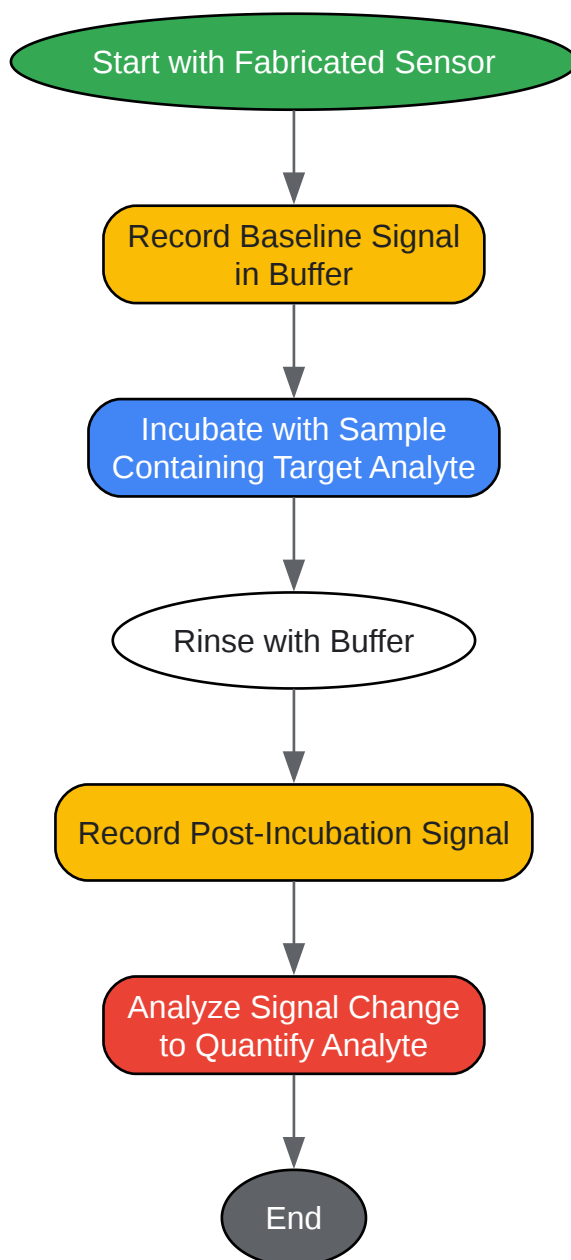 Start with Fabricated Sensor
Record Baseline Signal
in Buffer
Incubate with Sample
Containing Target Analyte
Rinse with Buffer
Record Post-Incubation Signal
Analyze Signal Change
to Quantify Analyte
End